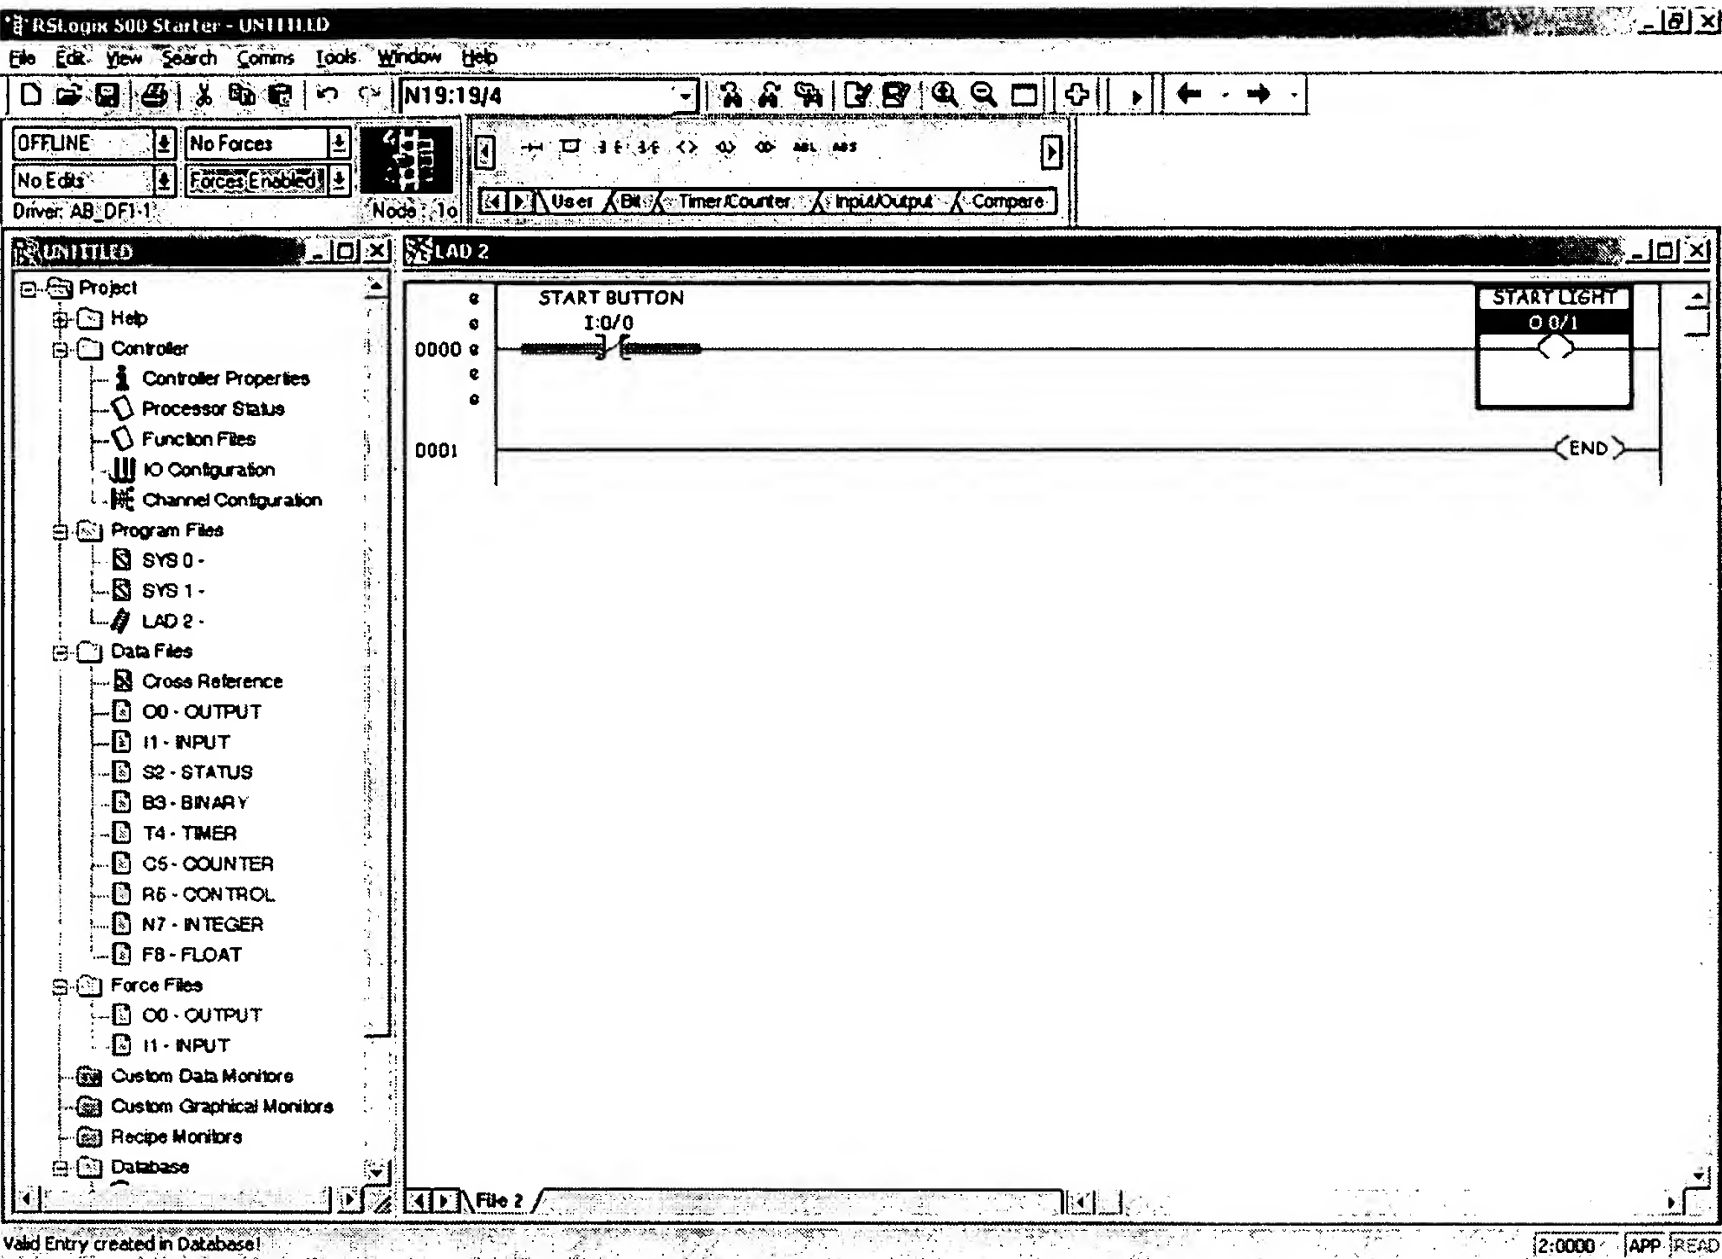 RSLogix 500 Starter - UNTITLED
File Edit View Search Comms Tools Window Help
N19:19/4
OFFLINE No Forces
No Edits Forces Enabled
Driver: AB_DF1-1 Node: 1o
ABL ABS
User Bit Timer/Counter Input/Output Compare
UNTITLED
Project
Help
Controller
Controller Properties
Processor Status
Function Files
IO Configuration
Channel Configuration
Program Files
SYS 0 -
SYS 1 -
LAD 2 -
Data Files
Cross Reference
O0 - OUTPUT
I1 - INPUT
S2 - STATUS
B3 - BINARY
T4 - TIMER
C5 - COUNTER
R6 - CONTROL
N7 - INTEGER
F8 - FLOAT
Force Files
O0 - OUTPUT
I1 - INPUT
Custom Data Monitors
Custom Graphical Monitors
Recipe Monitors
Database
LAD 2
START BUTTON START LIGHT
I:0/0 O 0/1
0000 e
e
e
e
e
0001 END
File 2
Valid Entry created in Database!
2:0000 APP READ